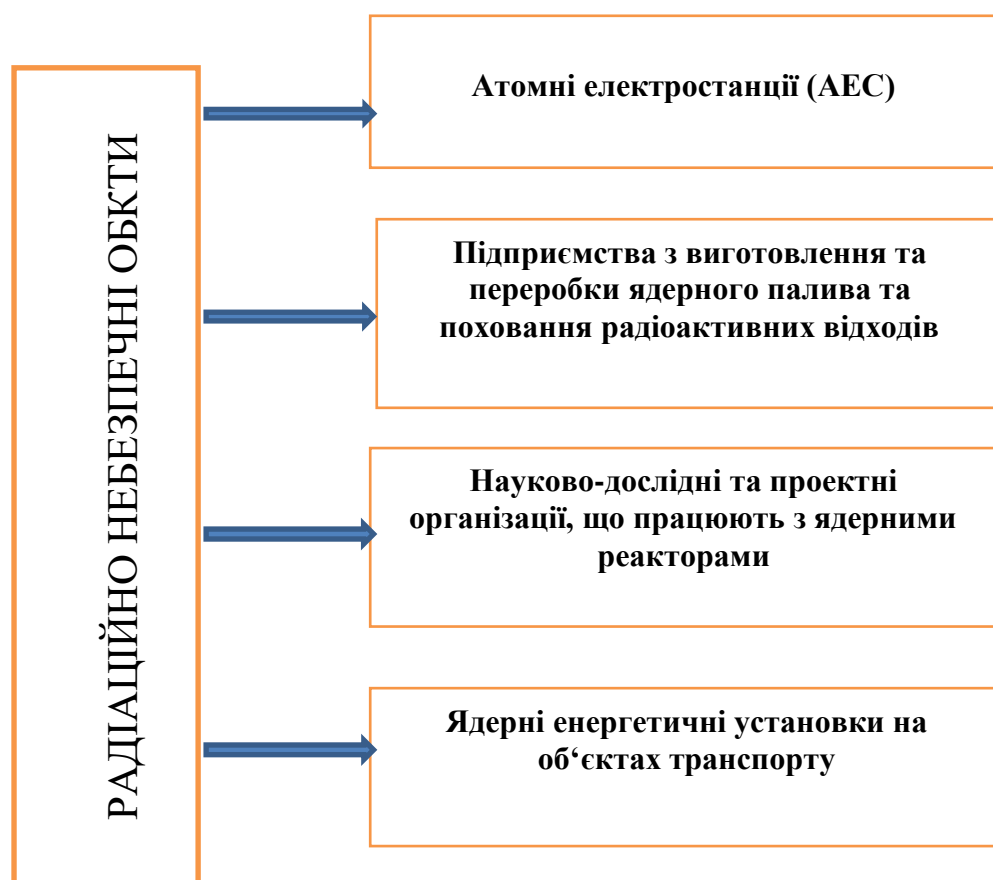 РАДІАЦІЙНО НЕБЕЗПЕЧНІ ОБКТИ
Атомні електростанції (АЕС)
Підприємства з виготовлення та
переробки ядерного палива та
поховання радіоактивних відходів
Науково-дослідні та проектні
організації, що працюють з ядерними
реакторами
Ядерні енергетичні установки на
об‘єктах транспорту